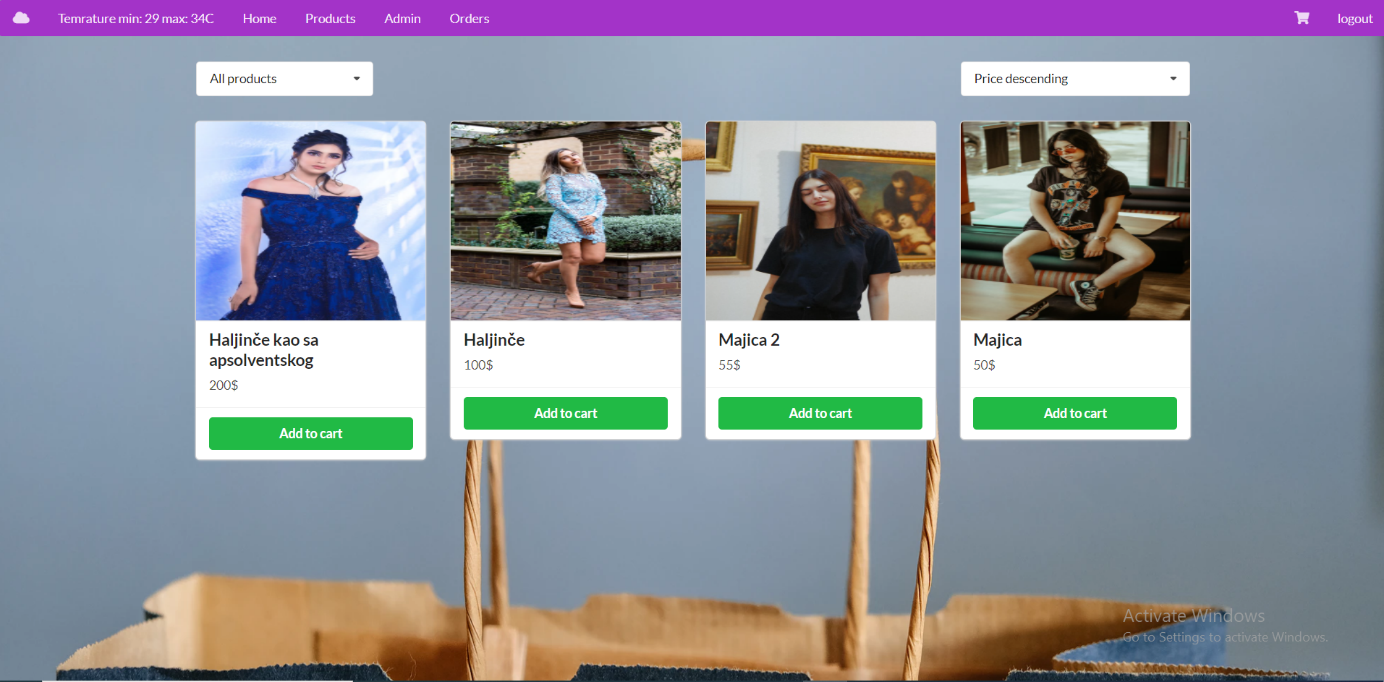 Temrature min: 29 max: 34C Home Products Admin Orders logout
All products Price descending
Haljinče kao sa
apsolventskog
200$
Add to cart
Haljinče
100$
Add to cart
Majica 2
55$
Add to cart
Majica
50$
Add to cart
Activate Windows
Go to Settings to activate Windows.